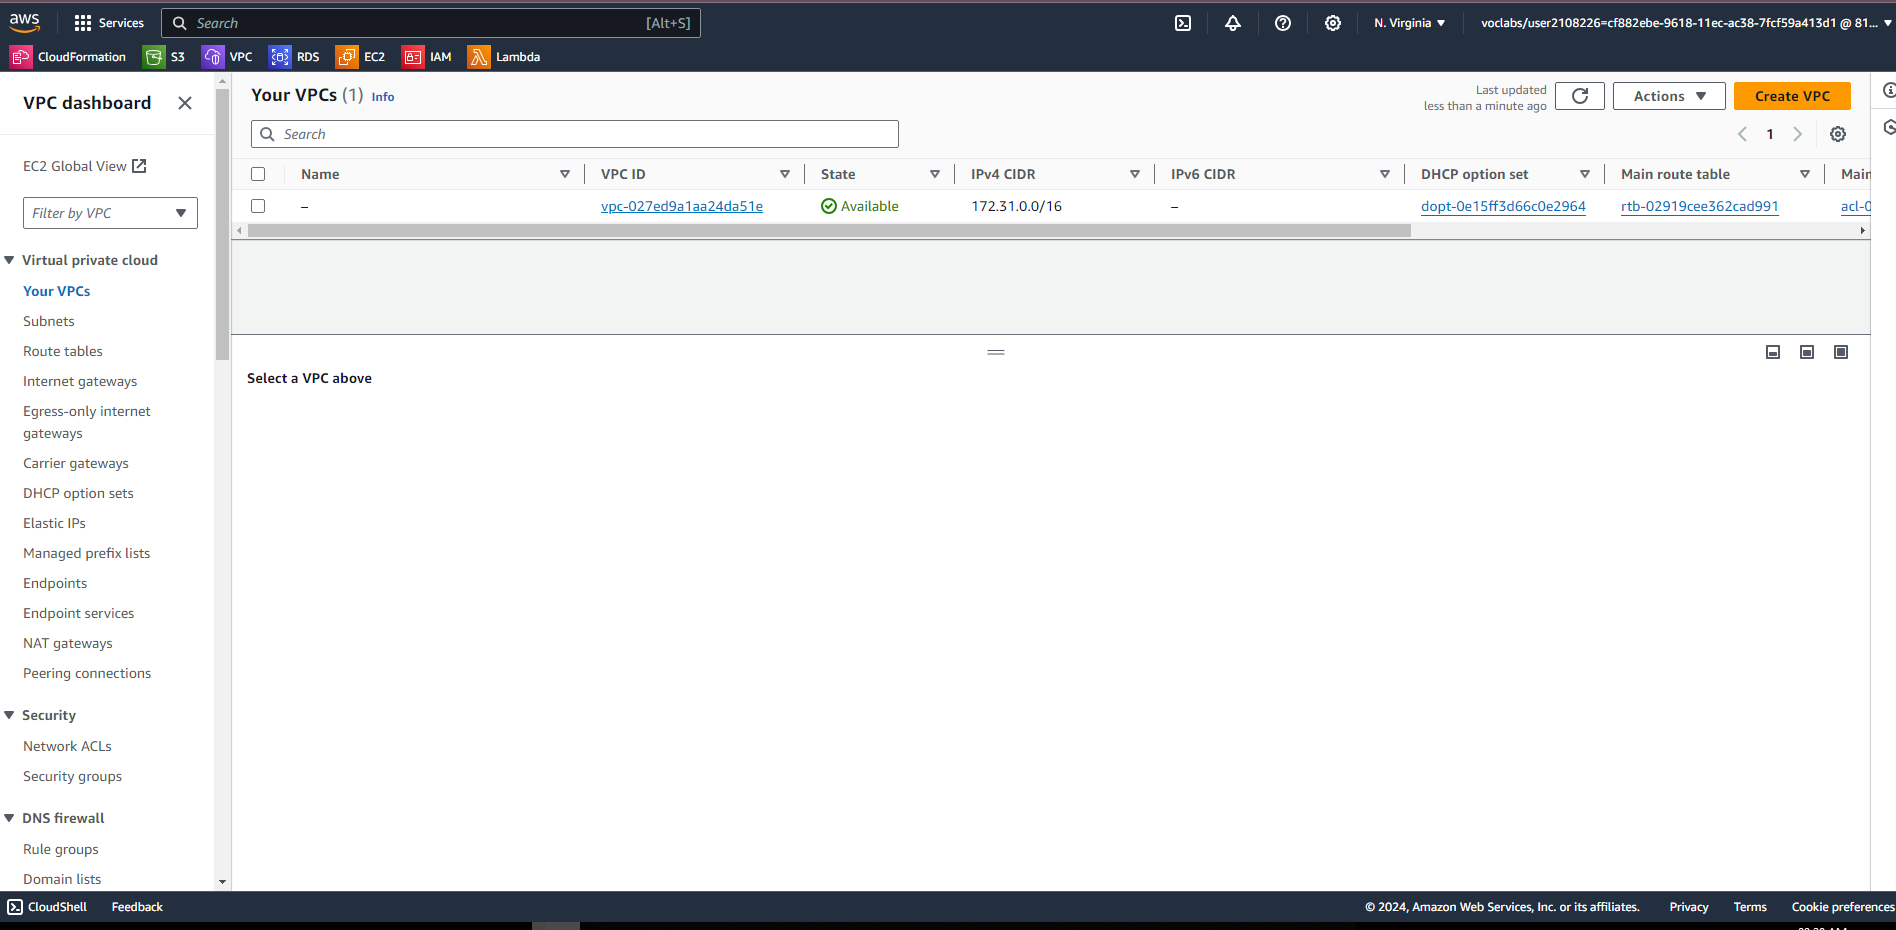 aws
Services
Search
[Alt+S]
N. Virginia
voclabs/user2108226=cf882ebe-9618-11ec-ac38-7fcf59a413d1 @ 81...
CloudFormation
S3
VPC
RDS
EC2
IAM
Lambda
VPC dashboard
EC2 Global View
Filter by VPC
Virtual private cloud
Your VPCs
Subnets
Route tables
Internet gateways
Egress-only internet
gateways
Carrier gateways
DHCP option sets
Elastic IPs
Managed prefix lists
Endpoints
Endpoint services
NAT gateways
Peering connections
Security
Network ACLs
Security groups
DNS firewall
Rule groups
Domain lists
Your VPCs (1) Info
Last updated
less than a minute ago
Actions
Create VPC
Search
1
Name
VPC ID
State
IPv4 CIDR
IPv6 CIDR
DHCP option set
Main route table
Main
–
vpc-027ed9a1aa24da51e
Available
172.31.0.0/16
–
dopt-0e15ff3d66c0e2964
rtb-02919cee362cad991
acl-0
Select a VPC above
CloudShell
Feedback
© 2024, Amazon Web Services, Inc. or its affiliates.
Privacy
Terms
Cookie preferences